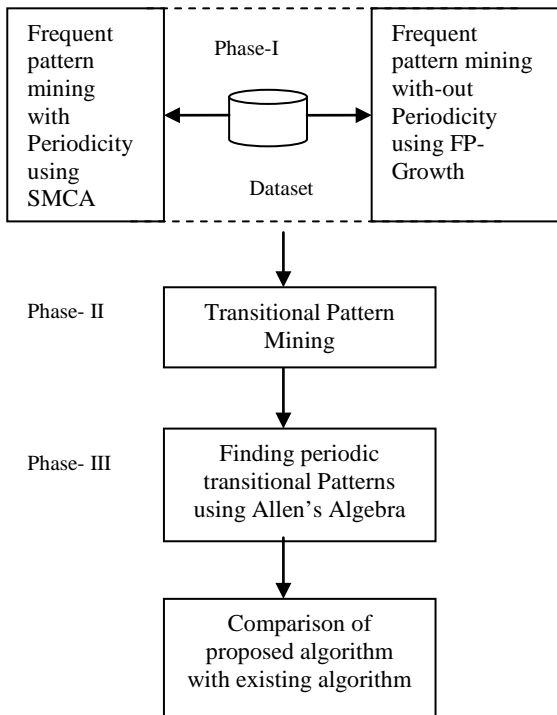 Frequent
pattern
mining
with
Periodicity
using
SMCA
Phase-I
Dataset
Frequent
pattern mining
with-out
Periodicity
using FP-
Growth
Phase- II
Transitional Pattern
Mining
Phase- III
Finding periodic
transitional Patterns
using Allen’s Algebra
Comparison of
proposed algorithm
with existing algorithm